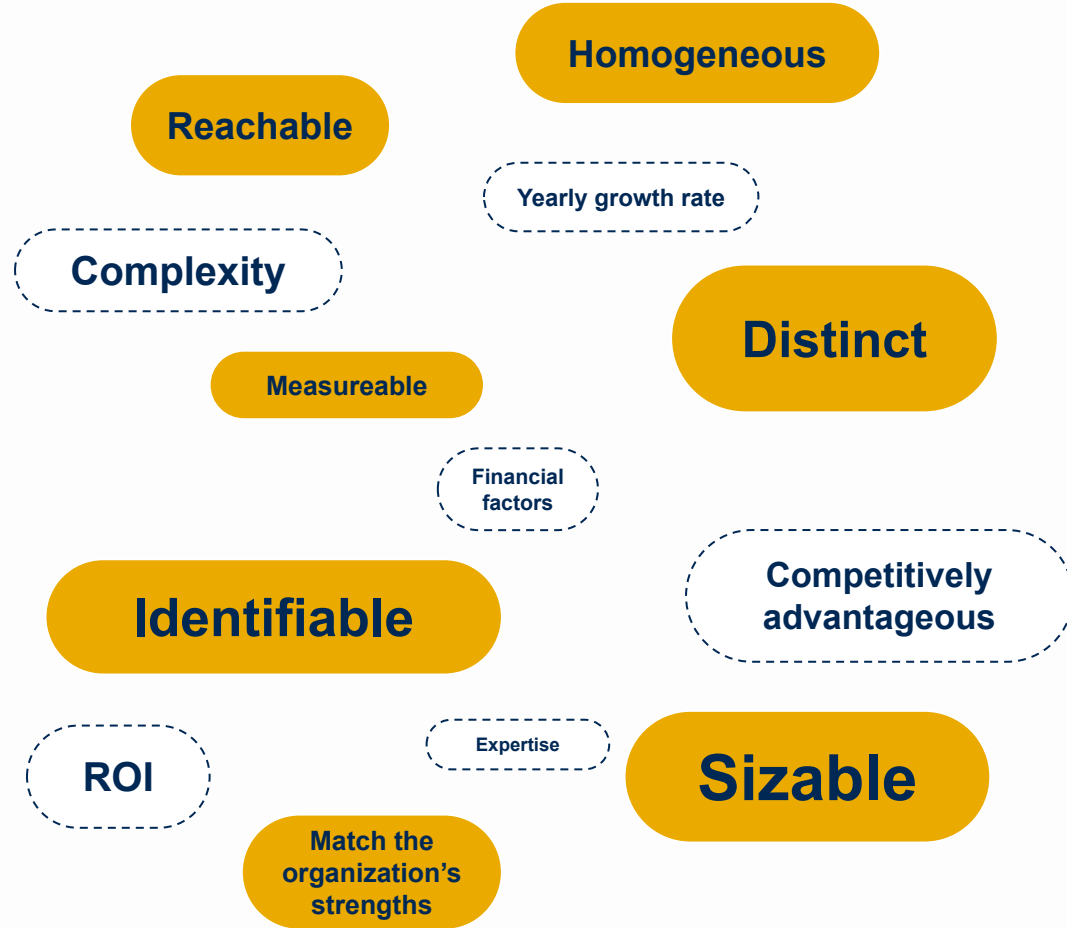 Homogeneous
Reachable
Yearly growth rate
Complexity
Distinct
Measureable
Financial
factors
Competitively
advantageous
Identifiable
Expertise
ROI
Sizable
Match the
organization’s
strengths